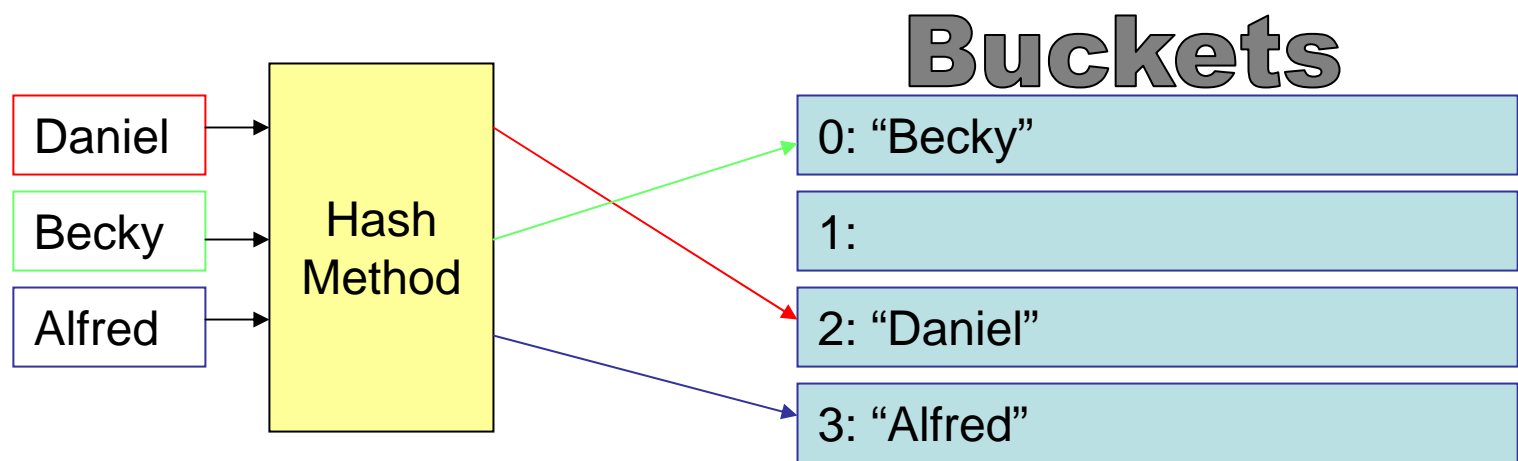 Buckets
Daniel
Becky
Alfred
Hash
Method
0: “Becky”
1:
2: “Daniel”
3: “Alfred”